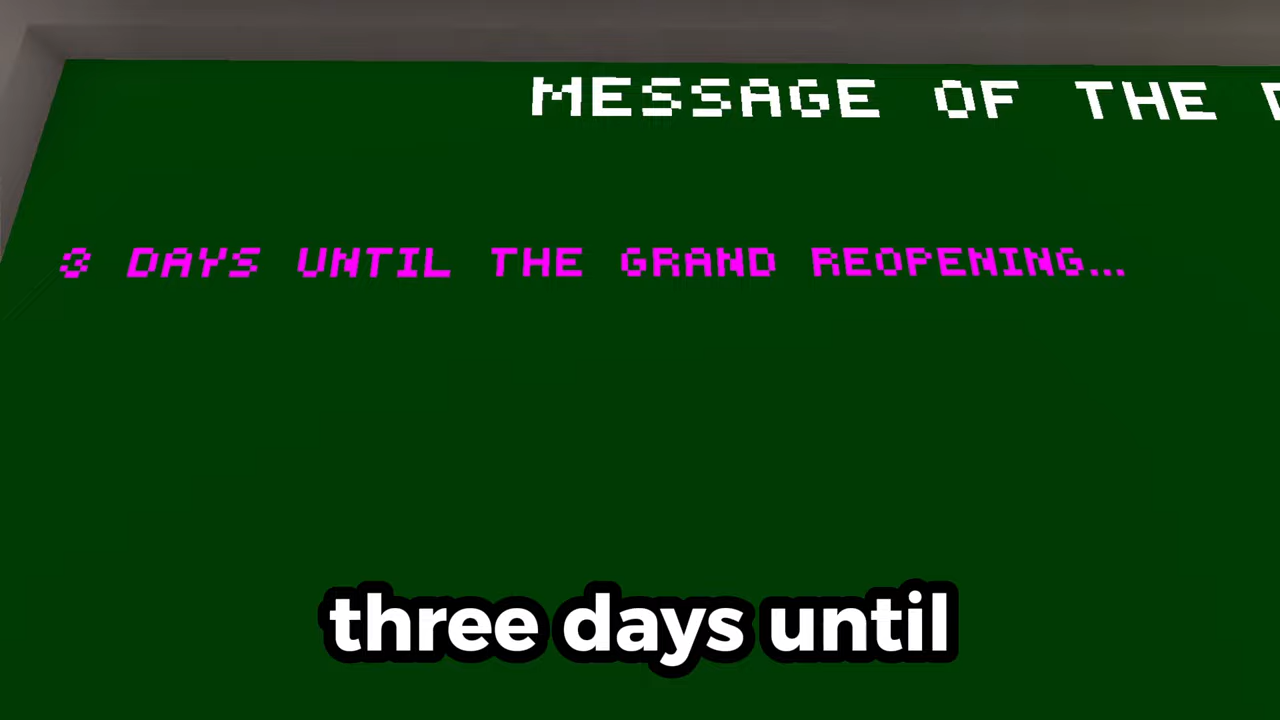 MESSAGE OF THE
3 DAYS UNTIL THE GRAND REOPENING...
three days until